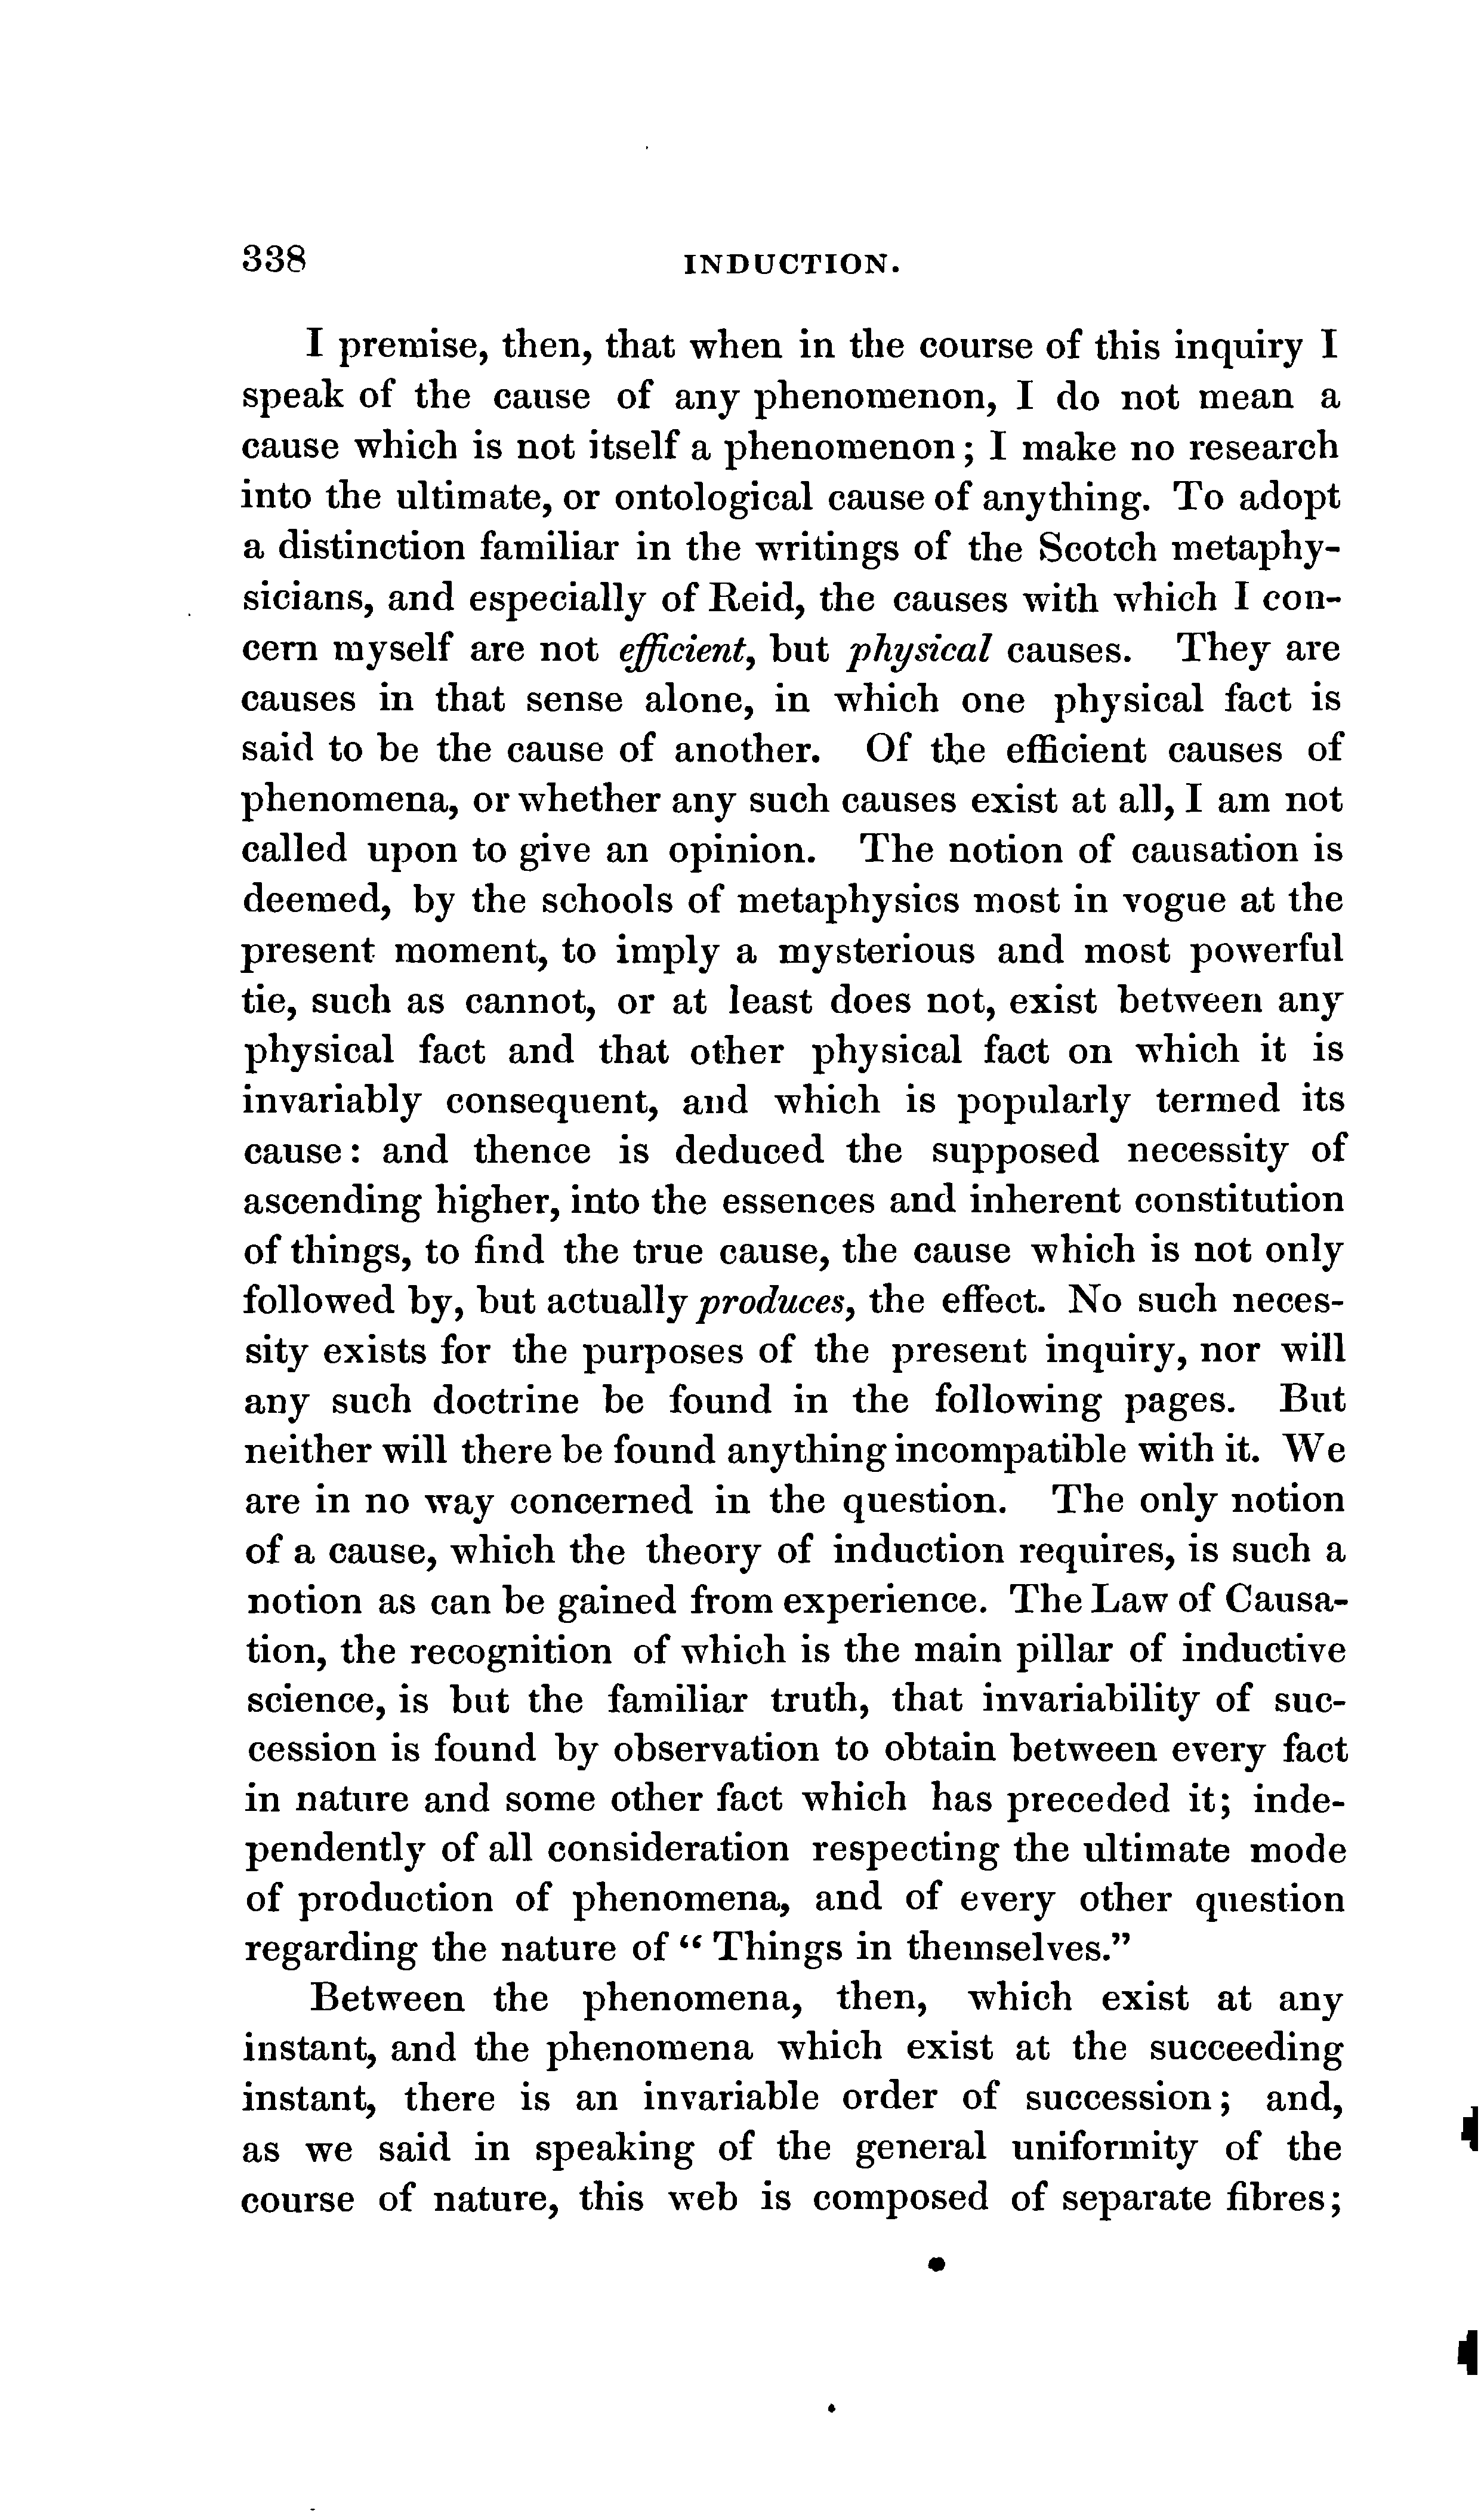 338
INDUCTION.
I premise, then, that when in the course of this inquiry I
speak of the cause of any phenomenon, I do not mean a
cause which is not itself a phenomenon; I make no research
into the ultimate, or ontological cause of anything. To adopt
a distinction familiar in the writings of the Scotch metaphy-
sicians, and especially of Reid, the causes with which I con-
cern myself are not efficient, but physical causes. They are
causes in that sense alone, in which one physical fact is
said to be the cause of another. Of the efficient causes of
phenomena, or whether any such causes exist at all, I am not
called upon to give an opinion. The notion of causation is
deemed, by the schools of metaphysics most in vogue at the
present moment, to imply a mysterious and most powerful
tie, such as cannot, or at least does not, exist between any
physical fact and that other physical fact on which it is
invariably consequent, and which is popularly termed its
cause: and thence is deduced the supposed necessity of
ascending higher, into the essences and inherent constitution
of things, to find the true cause, the cause which is not only
followed by, but actually produces, the effect. No such neces-
sity exists for the purposes of the present inquiry, nor will
any such doctrine be found in the following pages. But
neither will there be found anything incompatible with it. We
are in no way concerned in the question. The only notion
of a cause, which the theory of induction requires, is such a
notion as can be gained from experience. The Law of Causa-
tion, the recognition of which is the main pillar of inductive
science, is but the familiar truth, that invariability of suc-
cession is found by observation to obtain between every fact
in nature and some other fact which has preceded it; inde-
pendently of all consideration respecting the ultimate mode
of production of phenomena, and of every other question
regarding the nature of “ Things in themselves.”
Between the phenomena, then, which exist at any
instant, and the phenomena which exist at the succeeding
instant, there is an invariable order of succession; and,
as we said in speaking of the general uniformity of the
course of nature, this web is composed of separate fibres;